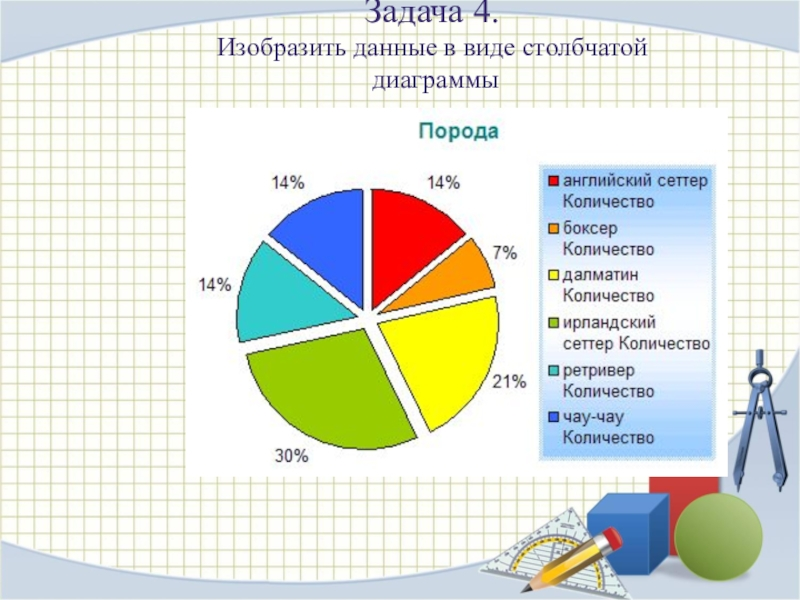 Задача 4.
Изобразить данные в виде столбчатой
диаграммы
Порода
14%
14%
7%
14%
21%
30%
английский сеттер
Количество
боксер
Количество
далматин
Количество
ирландский
сеттер Количество
ретривер
Количество
чау-чау
Количество